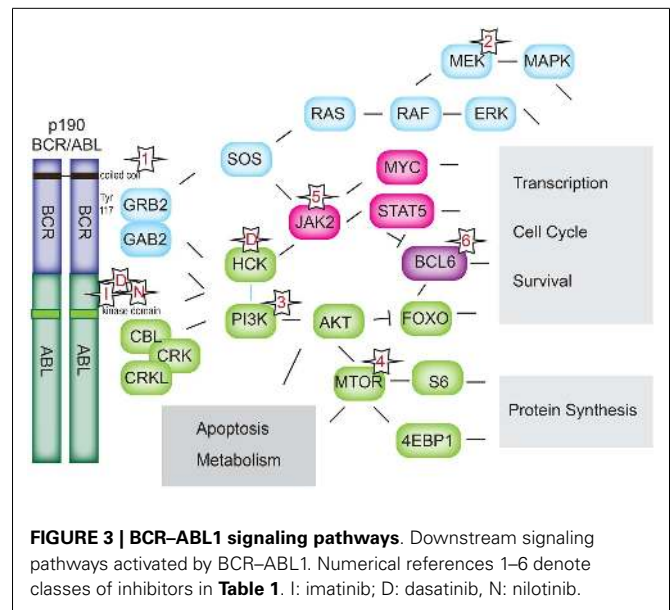 2
MEK
MAPK
p190
BCR/ABL
RAS
RAF
ERK
1
SOS
coiled coil
MYC
Transcription
BCR
BCR
Tyr
177
GRB2
5
STAT5
JAK2
Cell Cycle
GAB2
D
6
HCK
BCL6
Survival
D
I
N
3
kinase domain
PI3K
AKT
FOXO
CBL
CRK
4
ABL
ABL
CRKL
MTOR
S6
Protein Synthesis
Apoptosis
Metabolism
4EBP1
FIGURE 3 | BCR–ABL1 signaling pathways. Downstream signaling
pathways activated by BCR–ABL1. Numerical references 1–6 denote
classes of inhibitors in Table 1. I: imatinib; D: dasatinib, N: nilotinib.